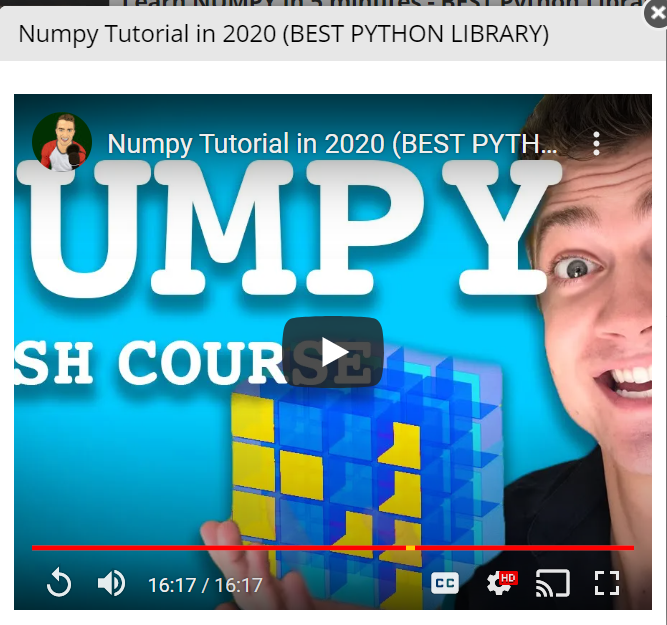 Learn NUMPY in 5 minutes - BEST Python Libra
Numpy Tutorial in 2020 (BEST PYTHON LIBRARY)
Numpy Tutorial in 2020 (BEST PYTH...
UMPY
SH COURSE
16:17 / 16:17
CC
HD